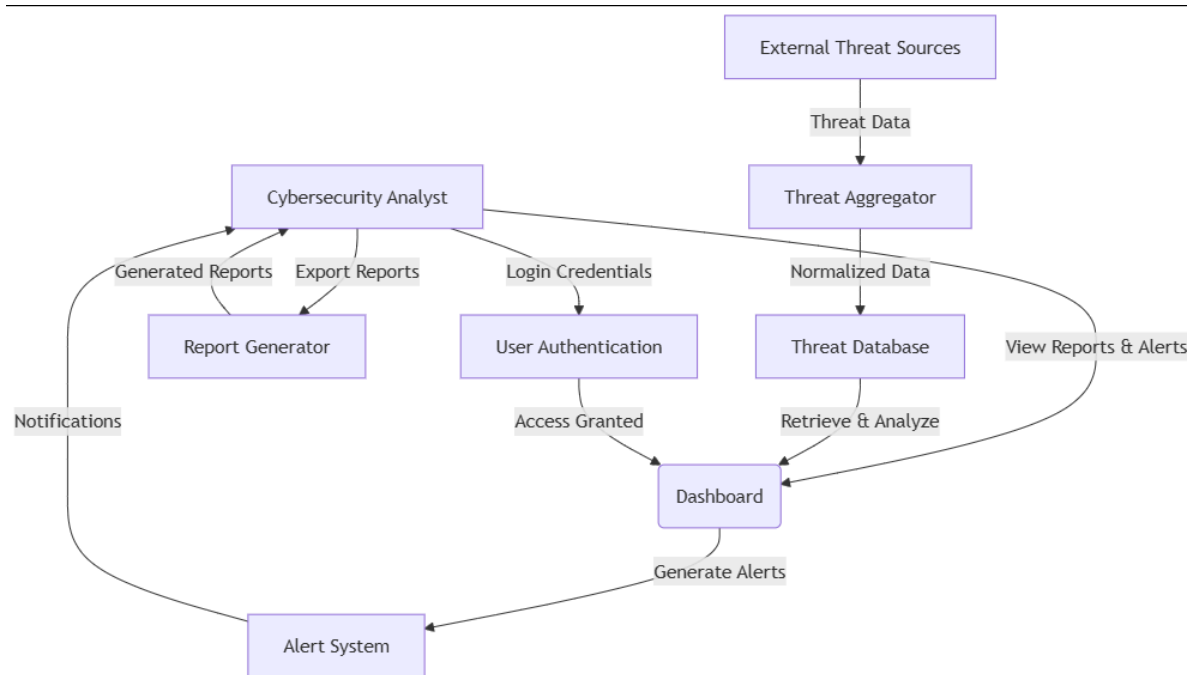 External Threat Sources
Threat Data
Cybersecurity Analyst
Threat Aggregator
Generated Reports
Export Reports
Login Credentials
Normalized Data
Report Generator
User Authentication
Threat Database
View Reports & Alerts
Notifications
Access Granted
Retrieve & Analyze
Dashboard
Generate Alerts
Alert System